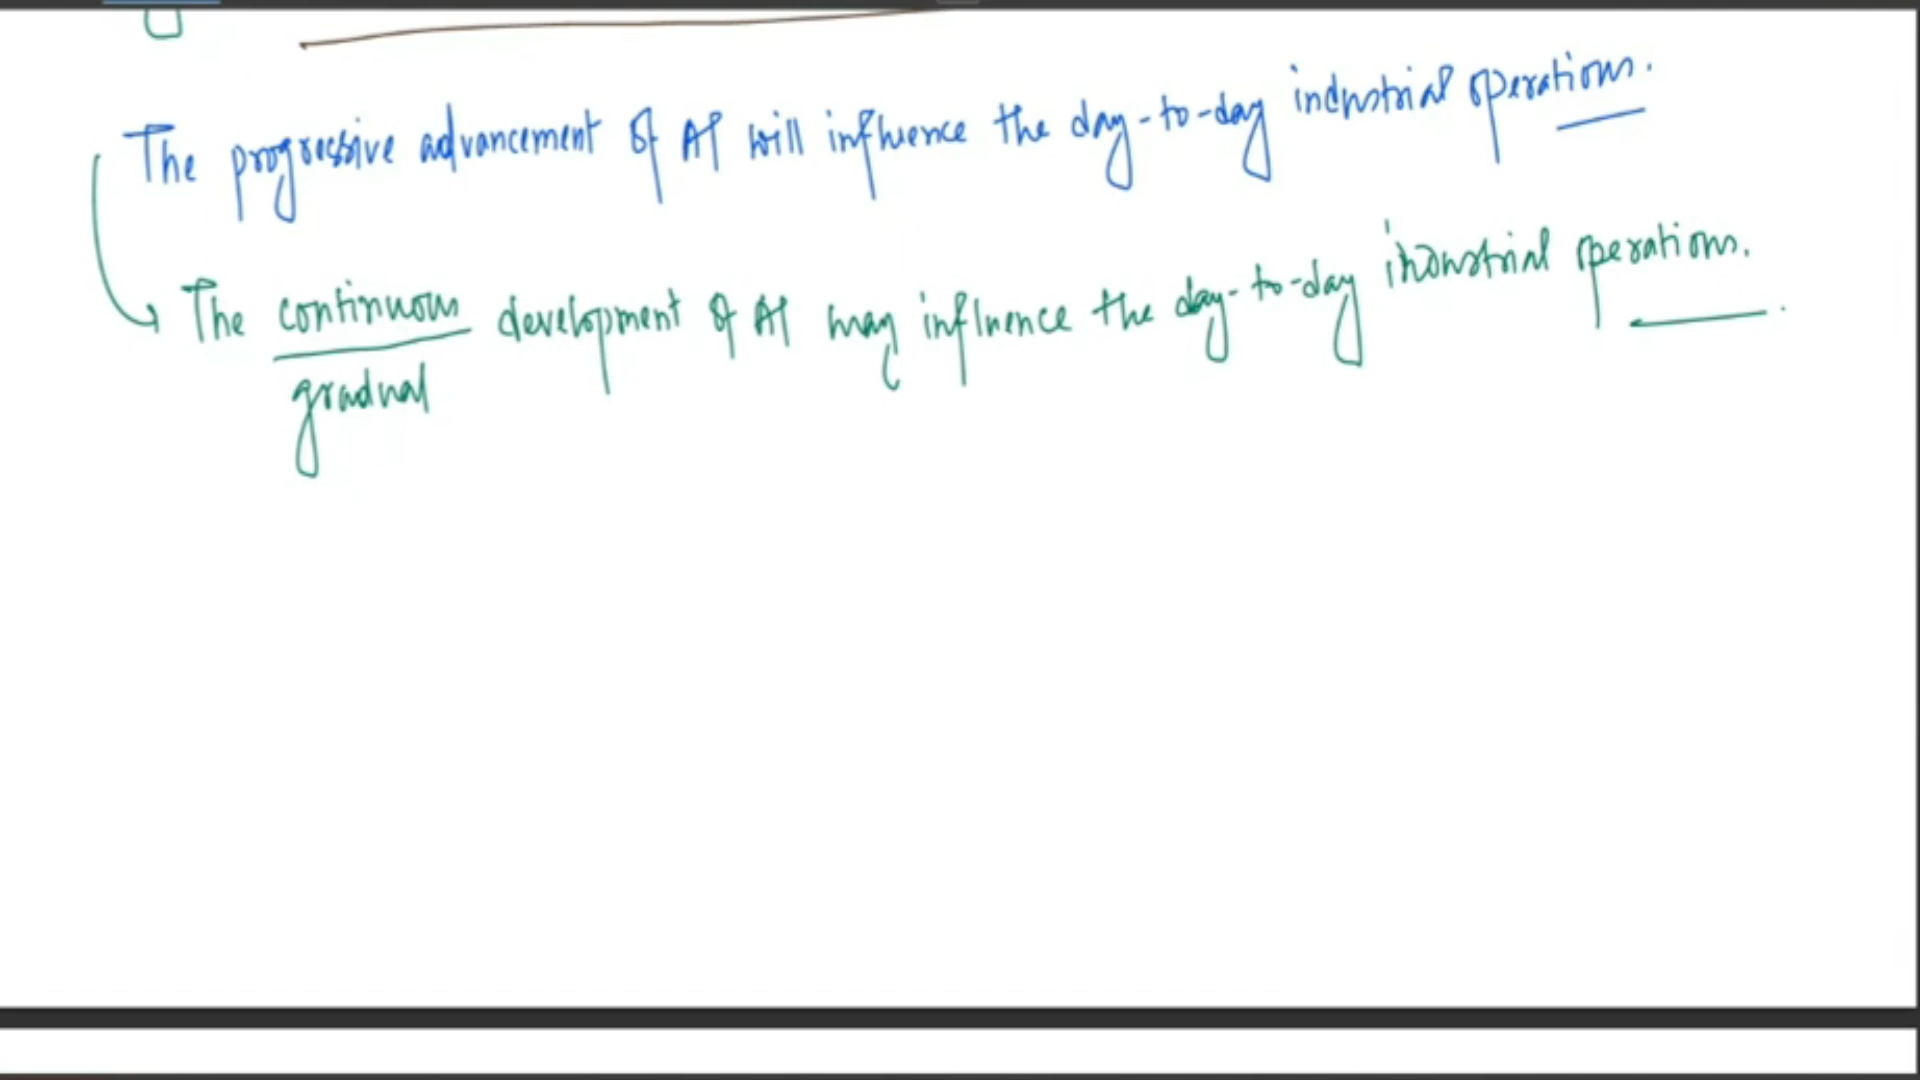 The progressive advancement of AI will influence the day-to-day industrial operations.
The continuous development of AI may influence the day-to-day industrial operations.
gradual